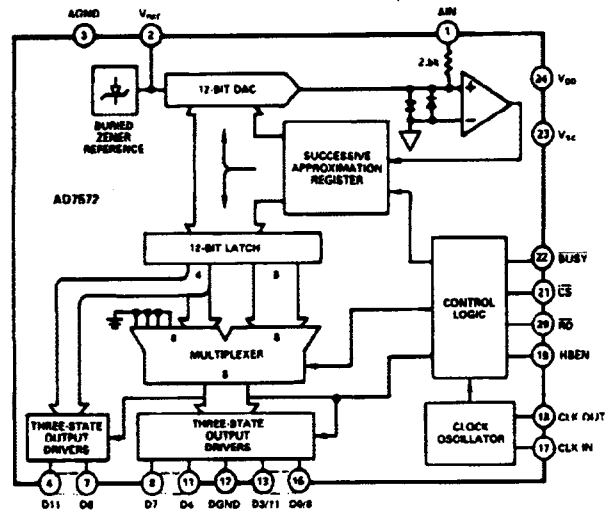 AGND
Vref
AIN
3
2
1
2.5k
12-BIT DAC
+
−
24
VDD
23
BURIED
ZENER
REFERENCE
SUCCESSIVE
APPROXIMATION
REGISTER
AD7572
12-BIT LATCH
4
8
22
BUSY
21
CS
20
RD
19
HBEN
CONTROL
LOGIC
8
8
MULTIPLEXER
8
THREE-STATE
OUTPUT
DRIVERS
THREE-STATE
OUTPUT
DRIVERS
CLOCK
OSCILLATOR
18
CLK OUT
17
CLK IN
4
7
8
11
12
13
16
D11
D8
D7
D4
DGND
D3/11
D0/8